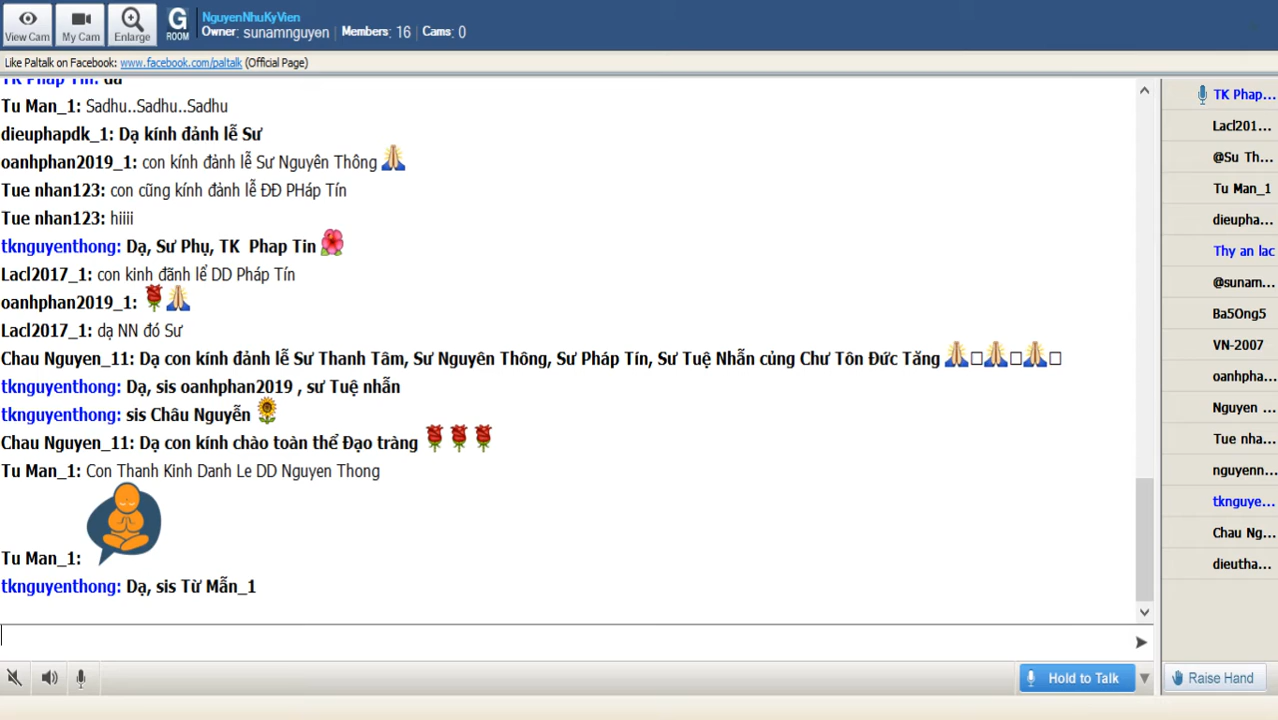 View Cam
My Cam
Enlarge
G
ROOM
NguyenNhuKyVien
Owner: sunamnguyen Members: 16 Cams: 0
Like Paltalk on Facebook: www.facebook.com/paltalk (Official Page)
TK Phap Tin: da
Tu Man_1: Sadhu..Sadhu..Sadhu
dieuphapdk_1: Dạ kính đảnh lễ Sư
oanhphan2019_1: con kính đảnh lễ Sư Nguyên Thông
Tue nhan123: con cũng kính đảnh lễ ĐĐ PHáp Tín
Tue nhan123: hiiii
tknguyenthong: Dạ, Sư Phụ, TK Phap Tin
Lacl2017_1: con kinh đãnh lể DD Pháp Tín
oanhphan2019_1:
Lacl2017_1: dạ NN đó Sư
Chau Nguyen_11: Dạ con kính đảnh lễ Sư Thanh Tâm, Sư Nguyên Thông, Sư Pháp Tín, Sư Tuệ Nhẫn củng Chư Tôn Đức Tăng
tknguyenthong: Dạ, sis oanhphan2019 , sư Tuệ nhẫn
tknguyenthong: sis Châu Nguyễn
Chau Nguyen_11: Dạ con kính chào toàn thể Đạo tràng
Tu Man_1: Con Thanh Kinh Danh Le DD Nguyen Thong
Tu Man_1:
tknguyenthong: Dạ, sis Từ Mẫn_1
Hold to Talk
TK Phap...
Lacl201...
@Su Th...
Tu Man_1
dieupha...
Thy an lac
@sunam...
Ba5Ong5
VN-2007
oanhpha...
Nguyen ...
Tue nha...
nguyenn...
tknguye...
Chau Ng...
dieutha...
Raise Hand